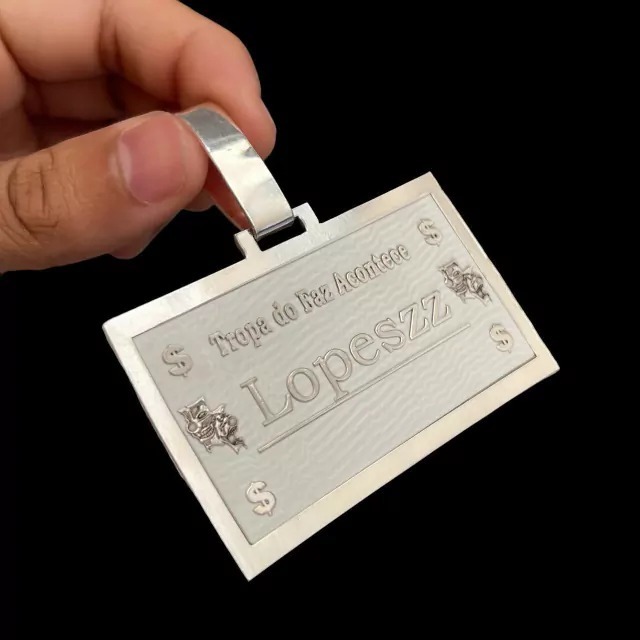 $ $
Tropa do Faz Acontece
Lopeszz
$ $